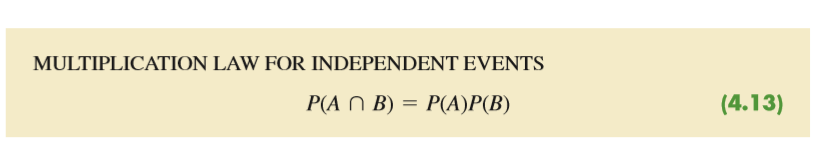 MULTIPLICATION LAW FOR INDEPENDENT EVENTS
P(A ∩ B) = P(A)P(B) (4.13)